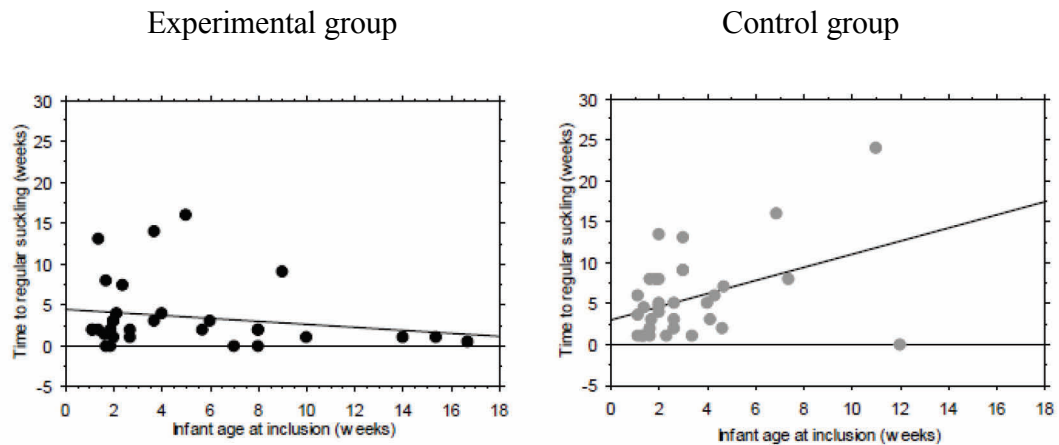 Experimental group
Control group
Time to regular suckling (weeks)
30
25
20
15
10
5
0
-5
0 2 4 6 8 10 12 14 16 18
Infant age at inclusion (weeks)
Time to regular suckling (weeks)
30
25
20
15
10
5
0
-5
0 2 4 6 8 10 12 14 16 18
Infant age at inclusion (weeks)